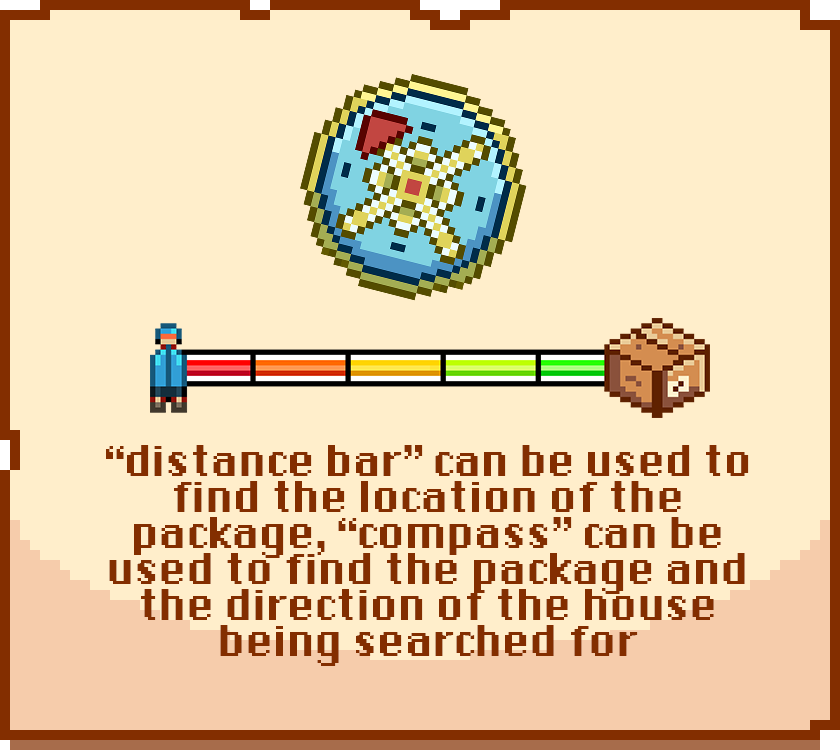 “distance bar” can be used to
find the location of the
package, “compass” can be
used to find the package and
the direction of the house
being searched for